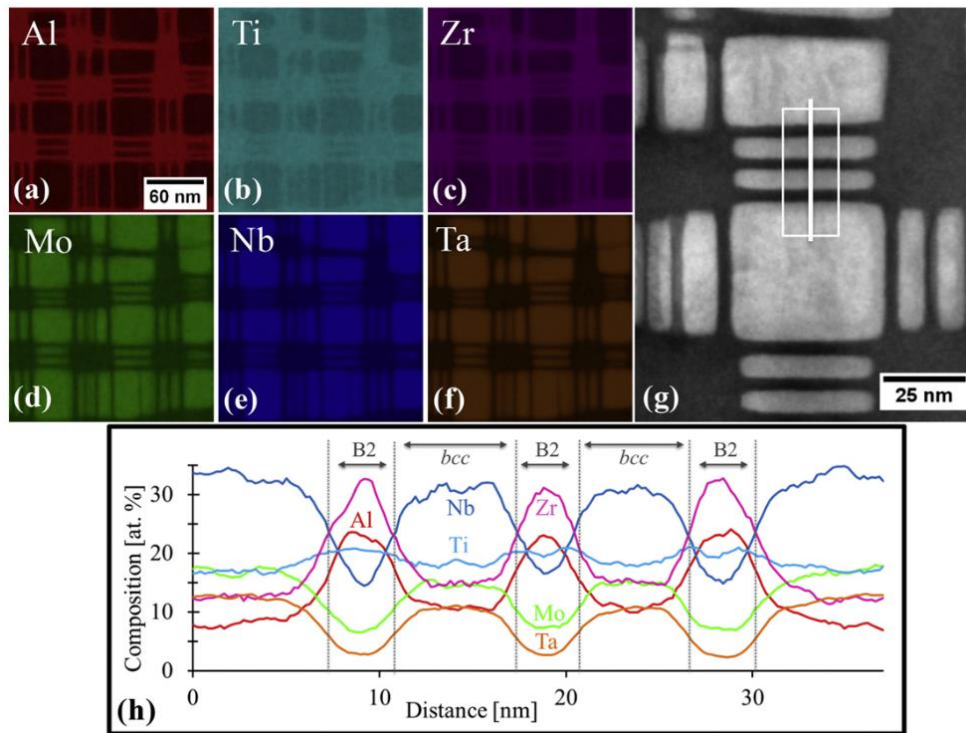 Al
Ti
Zr
(a)
60 nm
(b)
(c)
(g)
25 nm
Mo
Nb
Ta
(d)
(e)
(f)
B2
bcc
B2
bcc
B2
Composition [at. %]
30
20
10
0
Al
Nb
Ti
Zr
Mo
Ta
0
10
20
30
Distance [nm]
(h)